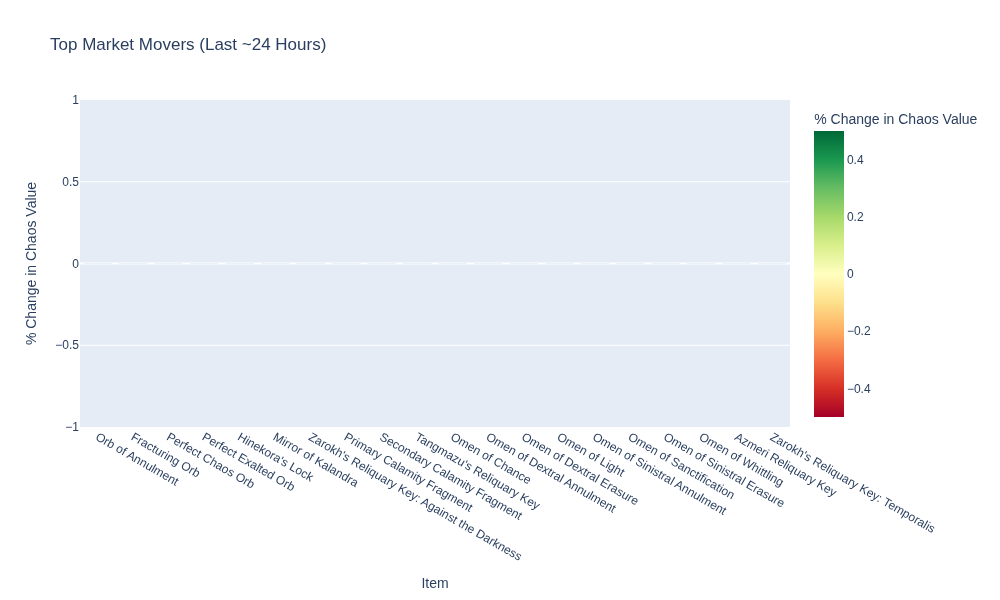 Top Market Movers (Last ~24 Hours)
% Change in Chaos Value
1
0.5
0
−0.5
−1
% Change in Chaos Value
0.4
0.2
0
−0.2
−0.4
Orb of Annulment
Fracturing Orb
Perfect Chaos Orb
Perfect Exalted Orb
Hinekora's Lock
Mirror of Kalandra
Zarokh's Reliquary Key: Against the Darkness
Primary Calamity Fragment
Secondary Calamity Fragment
Tangmazu's Reliquary Key
Omen of Chance
Omen of Dextral Annulment
Omen of Dextral Erasure
Omen of Light
Omen of Sinistral Annulment
Omen of Sanctification
Omen of Sinistral Erasure
Omen of Whittling
Azmeri Reliquary Key
Zarokh's Reliquary Key: Temporalis
Item